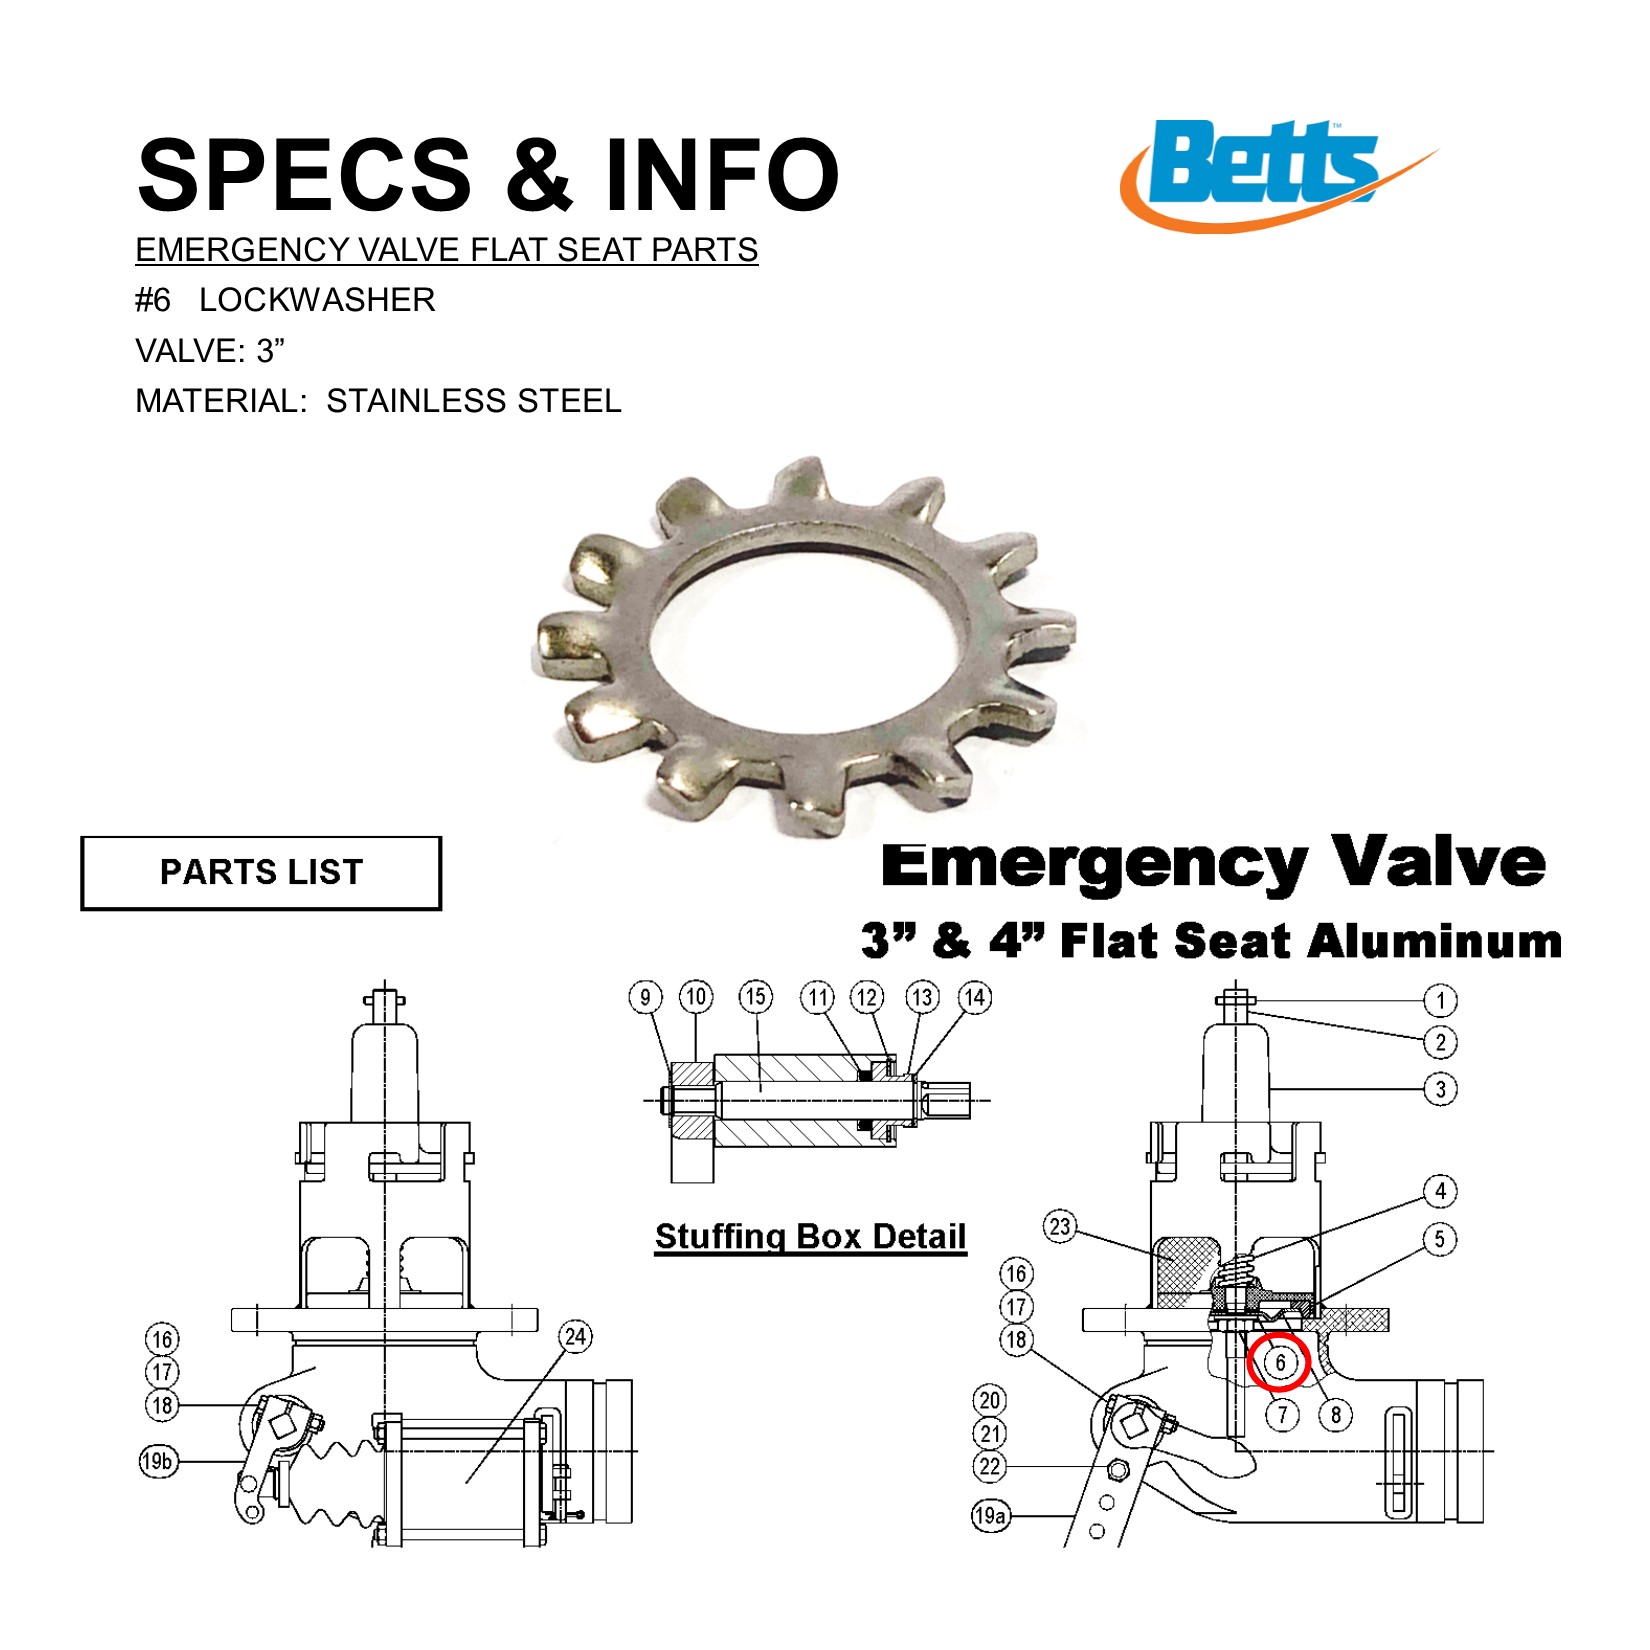 SPECS & INFO
Betts™
EMERGENCY VALVE FLAT SEAT PARTS
#6 LOCKWASHER
VALVE: 3”
MATERIAL: STAINLESS STEEL
PARTS LIST
Emergency Valve
3” & 4” Flat Seat Aluminum
9 10 15 11 12 13 14
1
2
3
4
5
23
Stuffing Box Detail
16
17
18
16
17
18
24
6
7
8
19b
20
21
22
19a